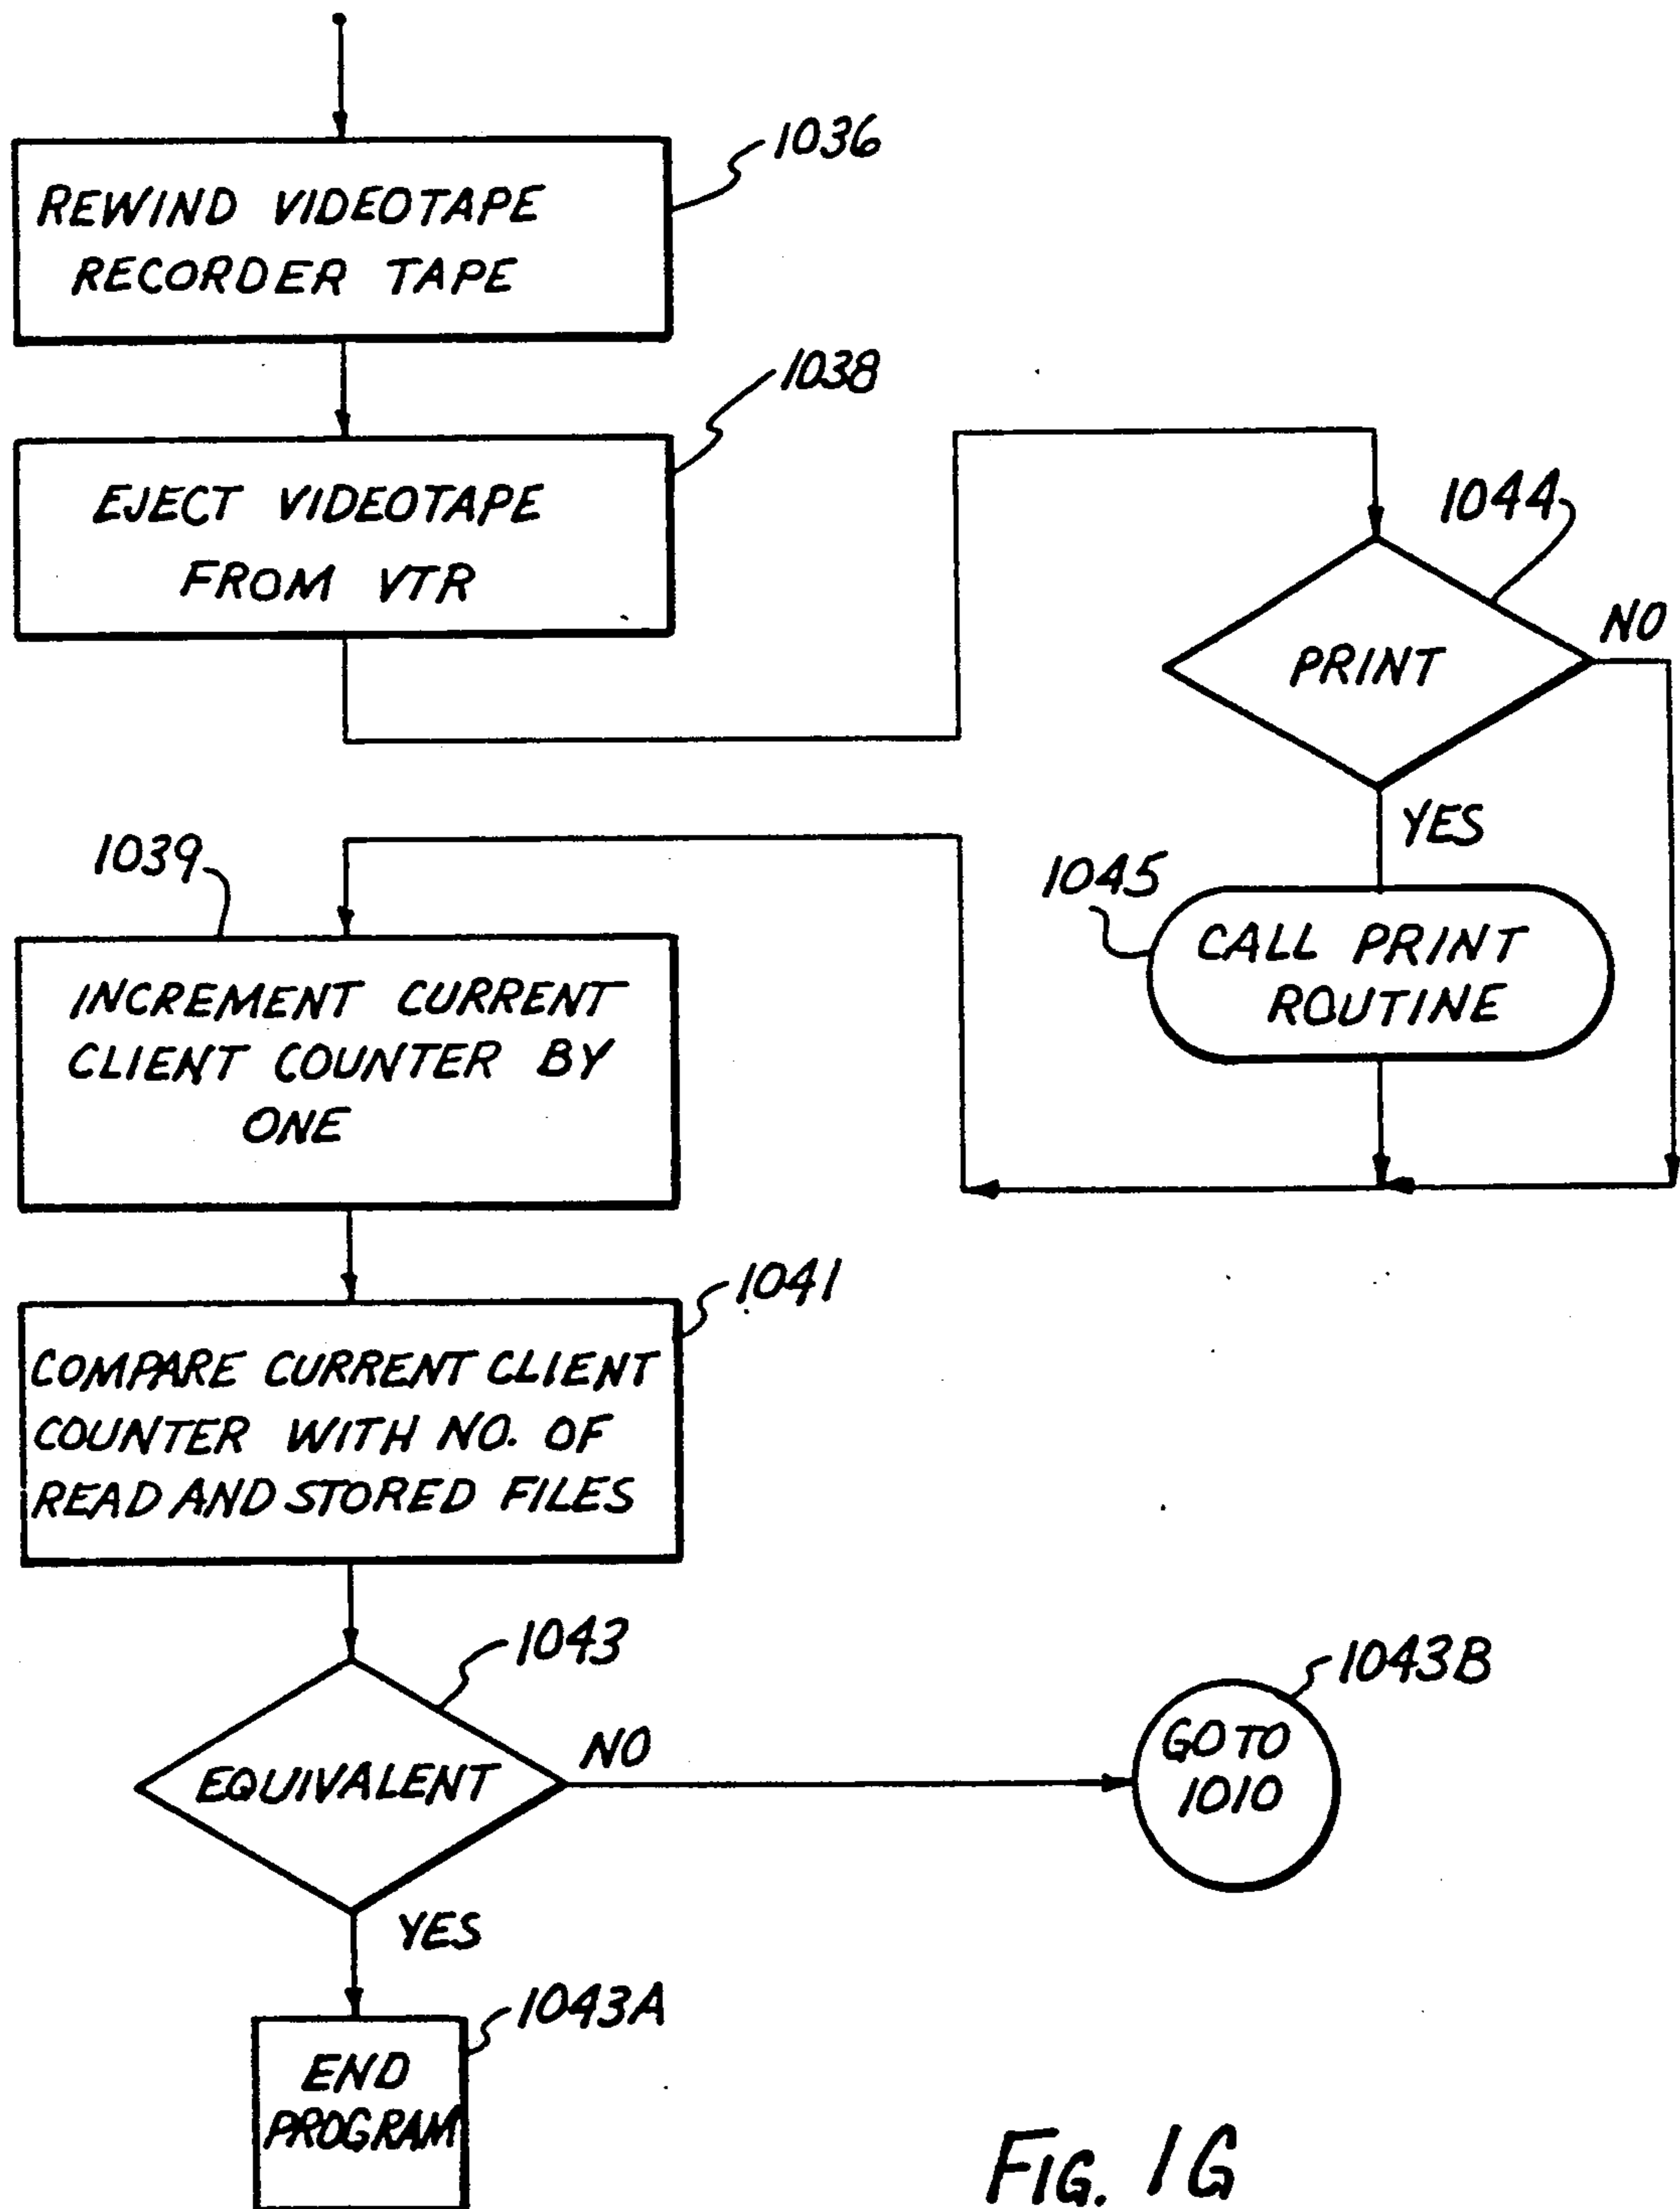 1036
REWIND VIDEOTAPE
RECORDER TAPE
1038
EJECT VIDEOTAPE
FROM VTR
1044
PRINT
NO
YES
1045
CALL PRINT
ROUTINE
1039
INCREMENT CURRENT
CLIENT COUNTER BY
ONE
1041
COMPARE CURRENT CLIENT
COUNTER WITH NO. OF
READ AND STORED FILES
1043
EQUIVALENT
NO
1043B
GO TO
1010
YES
1043A
END
PROGRAM
FIG. 1G